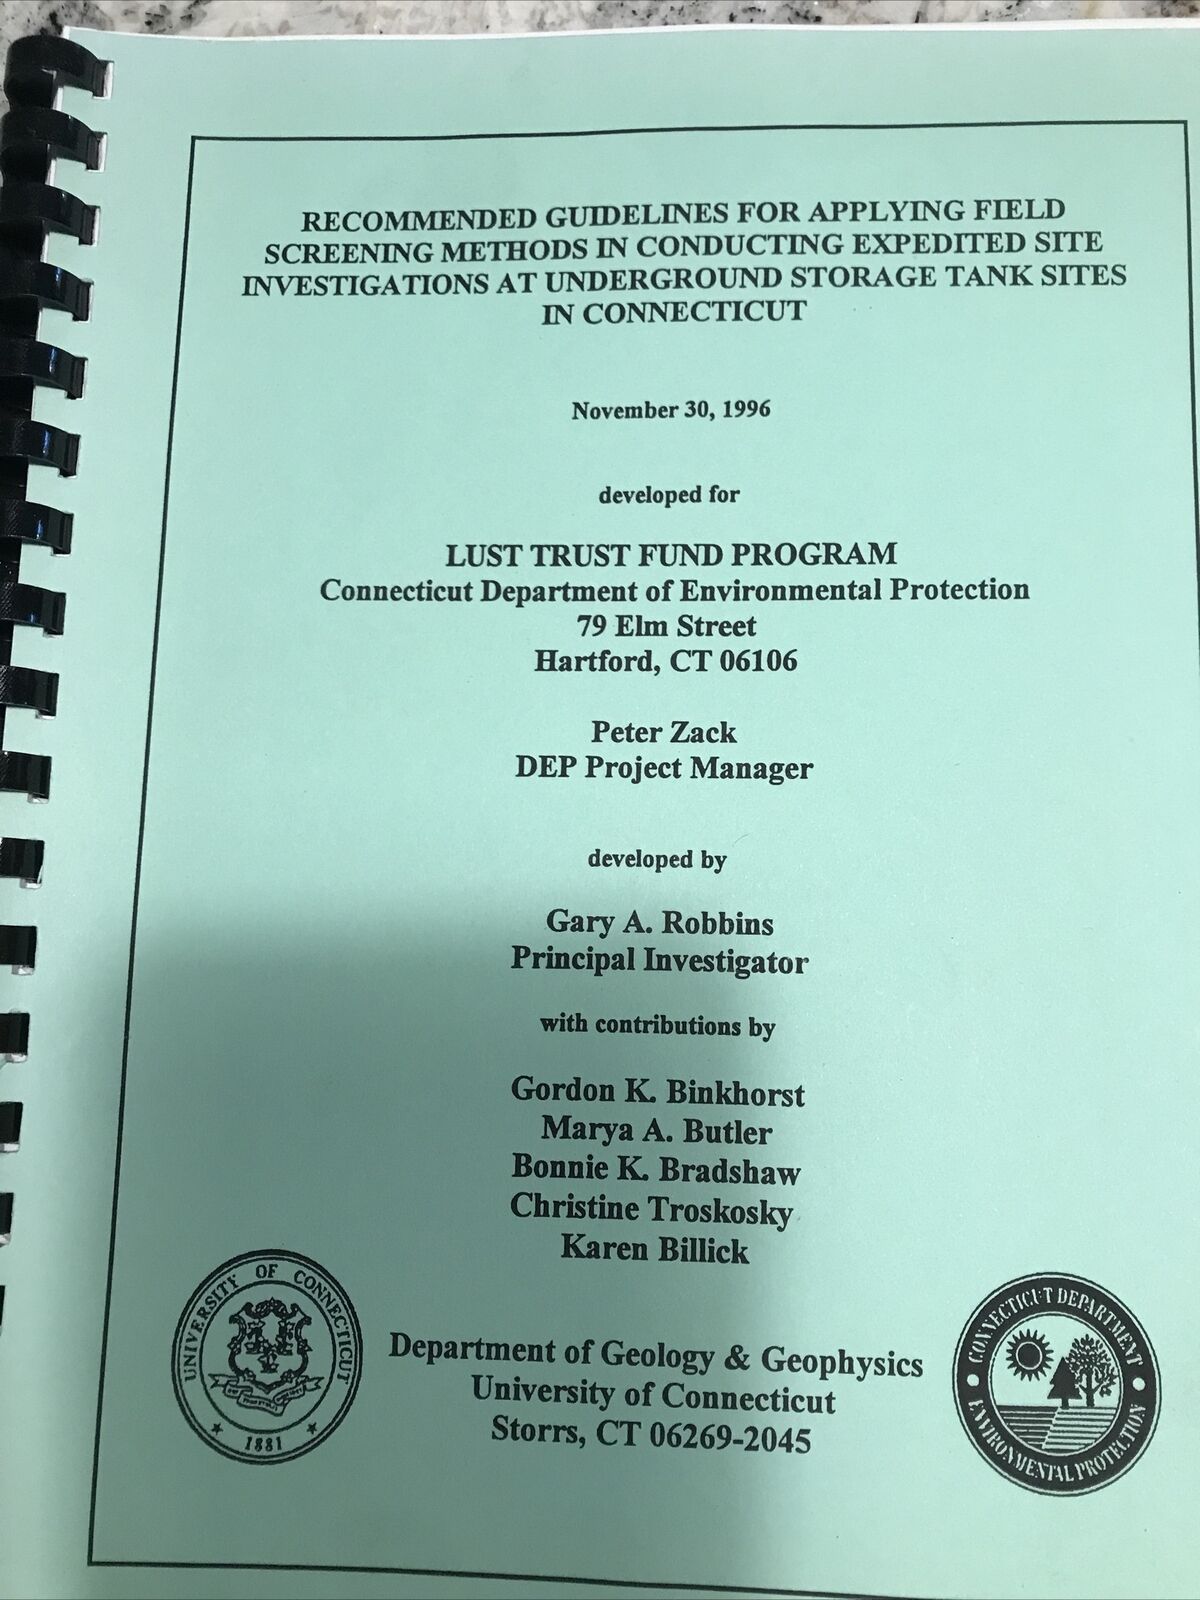 RECOMMENDED GUIDELINES FOR APPLYING FIELD
SCREENING METHODS IN CONDUCTING EXPEDITED SITE
INVESTIGATIONS AT UNDERGROUND STORAGE TANK SITES
IN CONNECTICUT
November 30, 1996
developed for
LUST TRUST FUND PROGRAM
Connecticut Department of Environmental Protection
79 Elm Street
Hartford, CT 06106
Peter Zack
DEP Project Manager
developed by
Gary A. Robbins
Principal Investigator
with contributions by
Gordon K. Binkhorst
Marya A. Butler
Bonnie K. Bradshaw
Christine Troskosky
Karen Billick
UNIVERSITY OF CONNECTICUT
1881
Department of Geology & Geophysics
University of Connecticut
Storrs, CT 06269-2045
CONNECTICUT DEPARTMENT
ENVIRONMENTAL PROTECTION